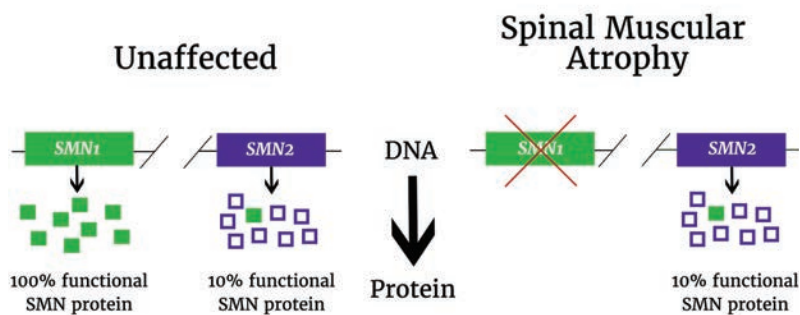 Unaffected
Spinal Muscular
Atrophy
SMN1
SMN2
DNA
SMN1
SMN2
100% functional
SMN protein
10% functional
SMN protein
Protein
10% functional
SMN protein